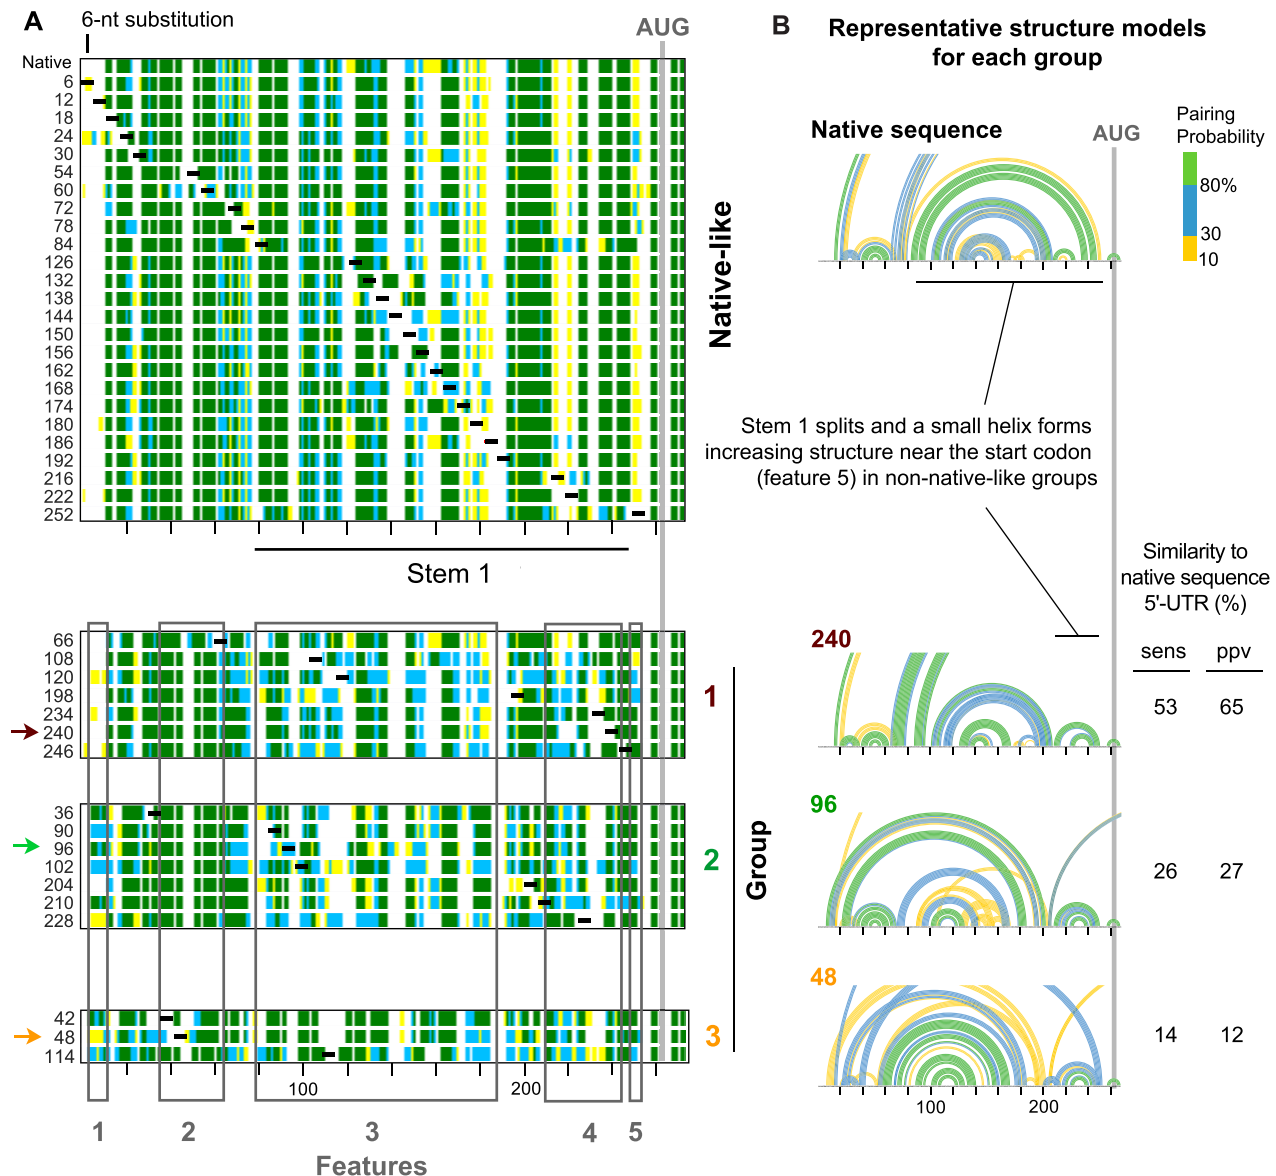 A
6-nt substitution
AUG
Native
6
12
18
24
30
54
60
72
78
84
126
132
138
144
150
156
162
168
174
180
186
192
216
222
252
Native-like
Stem 1
66
108
120
198
234
240
246
1
36
90
96
102
204
210
228
2
42
48
114
3
Group
100
200
1
2
3
4
5
Features
B
Representative structure models
for each group
Native sequence
AUG
Pairing
Probability
80%
30
10
Stem 1 splits and a small helix forms
increasing structure near the start codon
(feature 5) in non-native-like groups
Similarity to
native sequence
5'-UTR (%)
sens
ppv
240
53
65
96
26
27
48
14
12
100
200